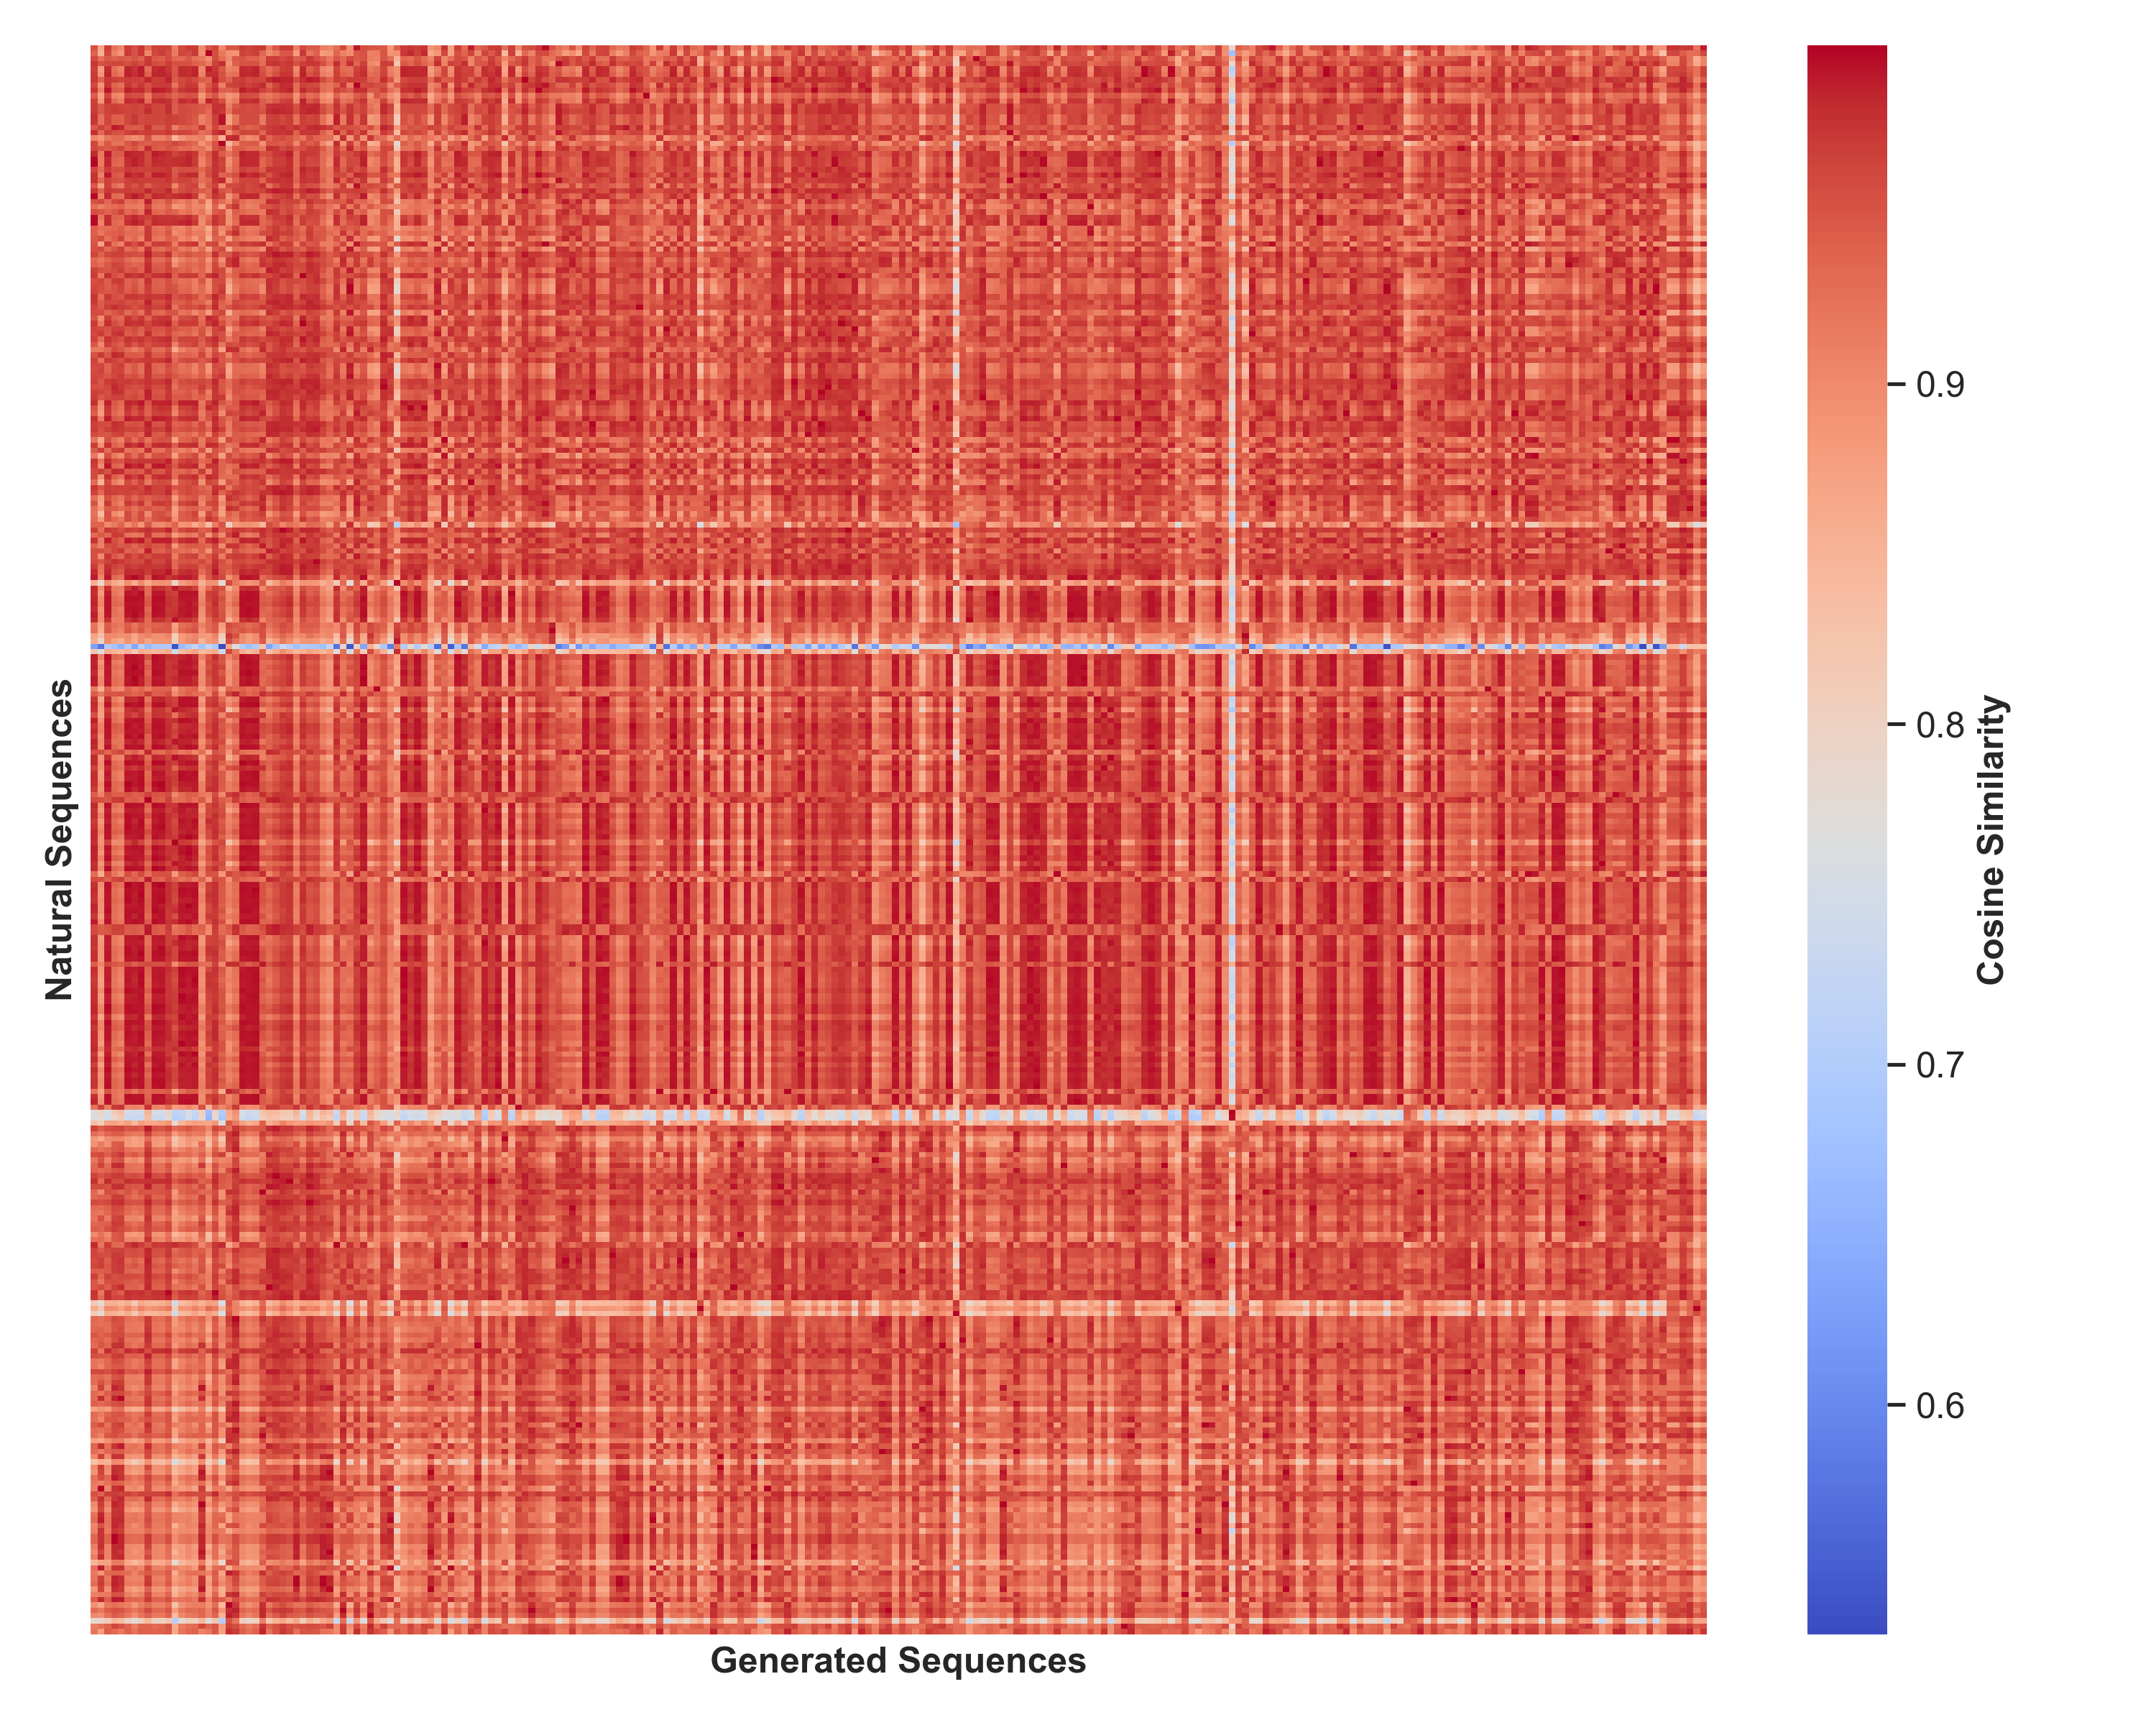 Natural Sequences
Generated Sequences
0.9
0.8
0.7
0.6
Cosine Similarity